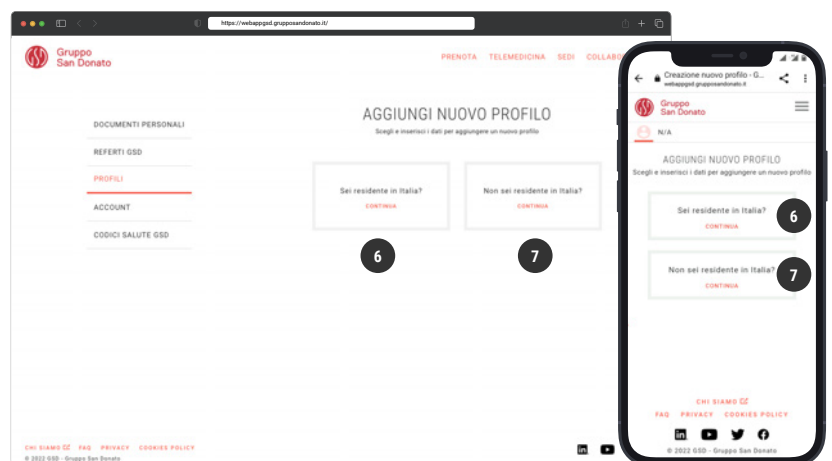 https://webappgsd.grupposandonato.it/
Gruppo
San Donato
PRENOTA TELEMEDICINA SEDI COLLABO
DOCUMENTI PERSONALI
REFERTI GSD
PROFILI
ACCOUNT
CODICI SALUTE GSD
AGGIUNGI NUOVO PROFILO
Scegli e inserisci i dati per aggiungere un nuovo profilo
Sei residente in Italia?
CONTINUA
Non sei residente in Italia?
CONTINUA
6
7
CHI SIAMO FAQ PRIVACY COOKIES POLICY
© 2022 GSD - Gruppo San Donato
Creazione nuovo profilo - G...
webappgsd.grupposandonato.it
Gruppo
San Donato
N/A
AGGIUNGI NUOVO PROFILO
Scegli e inserisci i dati per aggiungere un nuovo profilo
Sei residente in Italia?
CONTINUA
6
Non sei residente in Italia?
CONTINUA
7
CHI SIAMO
FAQ PRIVACY COOKIES POLICY
© 2022 GSD - Gruppo San Donato